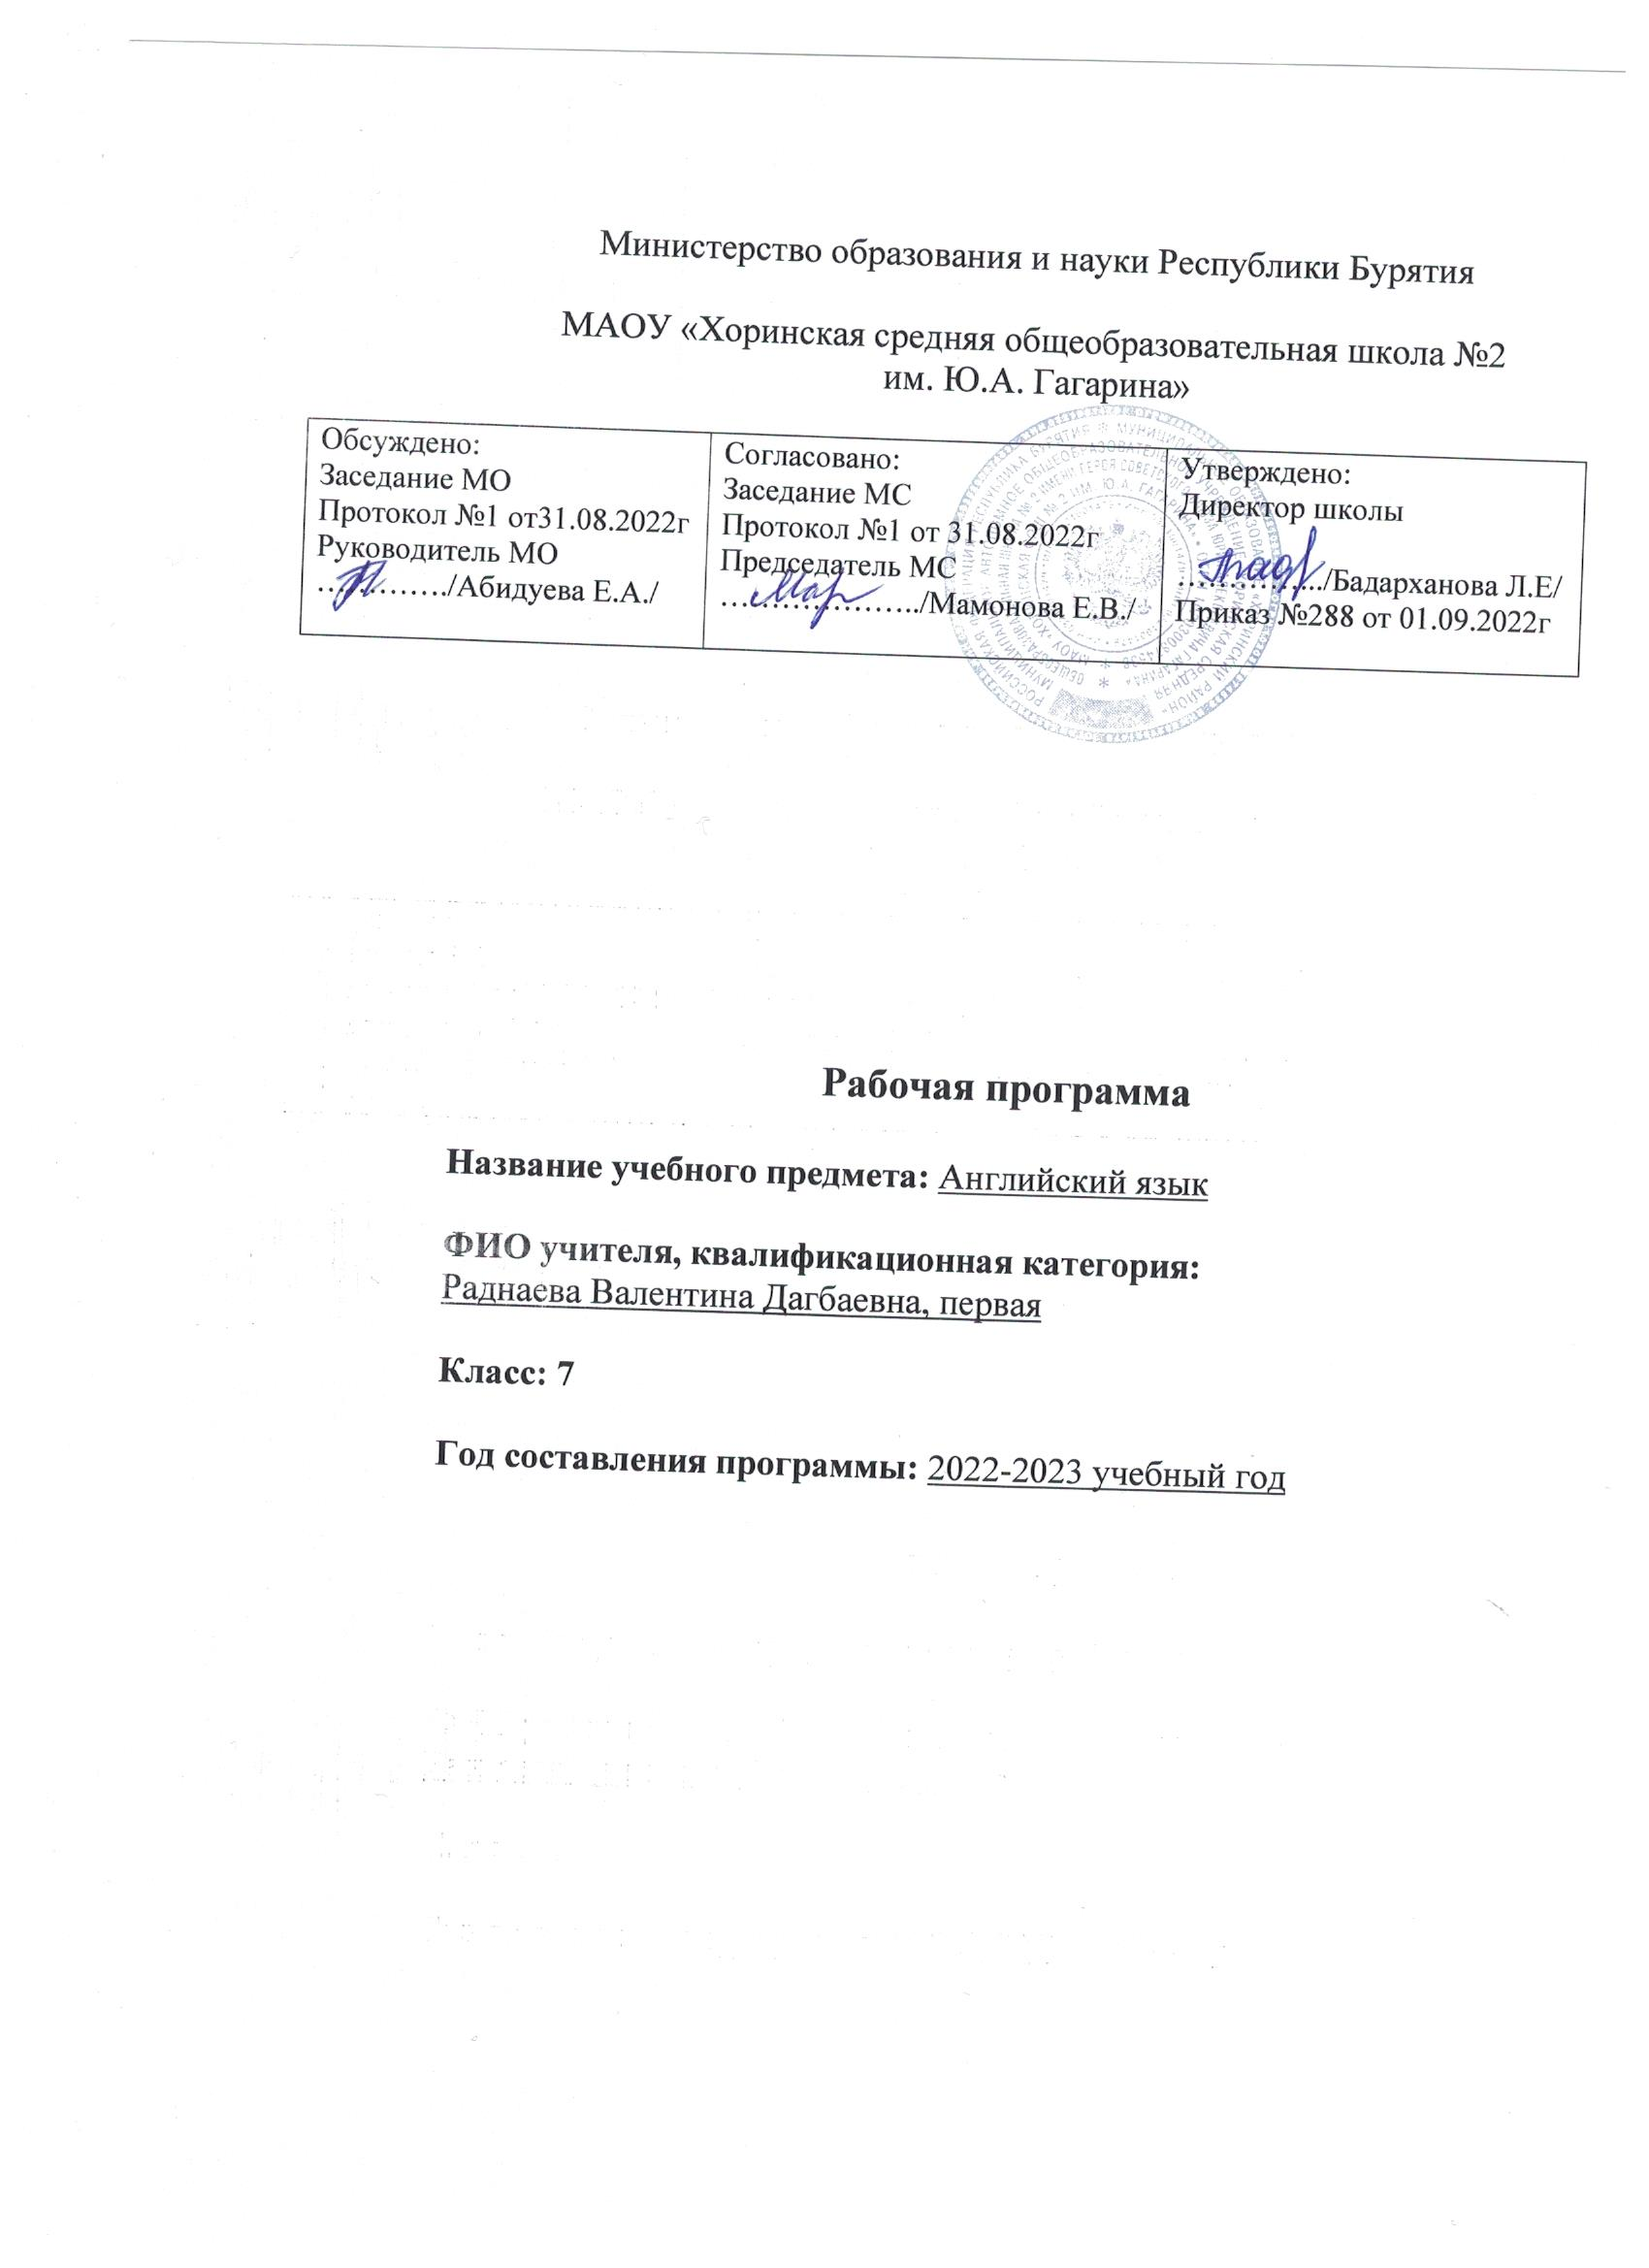 Министерство образования и науки Республики Бурятия
МАОУ «Хоринская средняя общеобразовательная школа №2
им. Ю.А. Гагарина»
Обсуждено:
Заседание МО
Протокол №1 от31.08.2022г
Руководитель МО
…………./Абидуева Е.А./
Согласовано:
Заседание МС
Протокол №1 от 31.08.2022г
Председатель МС
…………………./Мамонова Е.В./
Утверждено:
Директор школы
……………./Бадарханова Л.Е/
Приказ №288 от 01.09.2022г
Рабочая программа
Название учебного предмета: Английский язык
ФИО учителя, квалификационная категория:
Раднаева Валентина Дагбаевна, первая
Класс: 7
Год составления программы: 2022-2023 учебный год